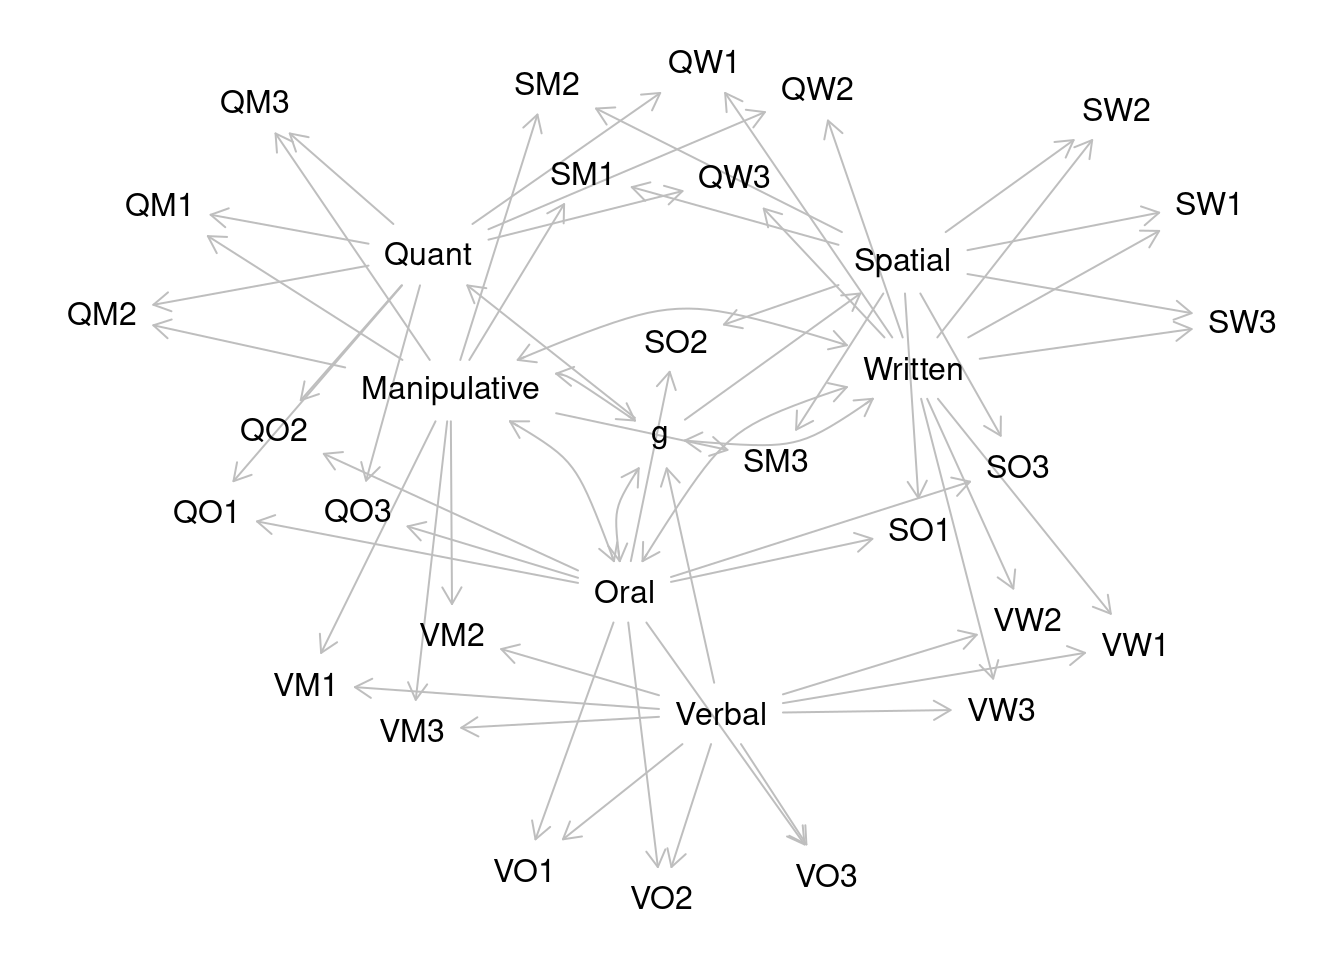 QW1
SM2
QW2
QM3
SW2
SM1
QW3
QM1
SW1
Quant
Spatial
QM2
SW3
SO2
Written
Manipulative
QO2
g
SM3
SO3
QO1
QO3
SO1
Oral
VW2
VM2
VW1
VM1
Verbal
VW3
VM3
VO1
VO3
VO2